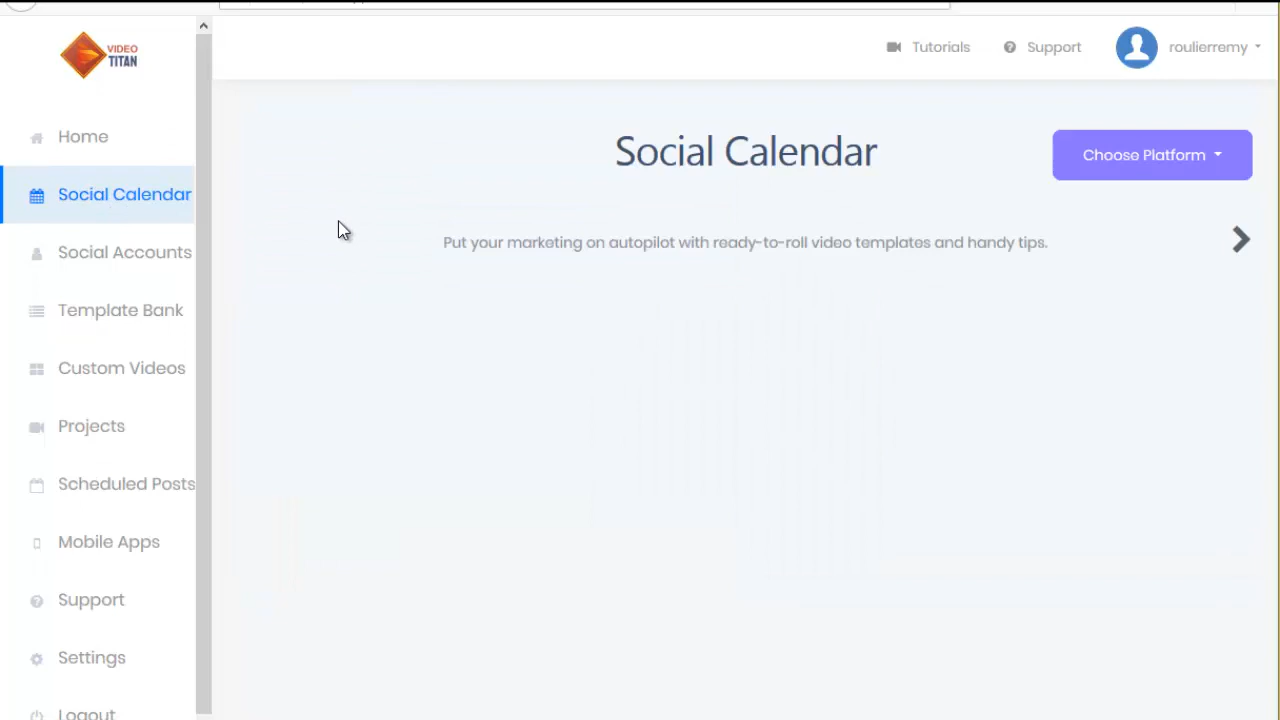 VIDEO
TITAN
Tutorials
Support
roulierremy
Home
Social Calendar
Social Accounts
Template Bank
Custom Videos
Projects
Scheduled Posts
Mobile Apps
Support
Settings
Logout
Social Calendar
Choose Platform
Put your marketing on autopilot with ready-to-roll video templates and handy tips.